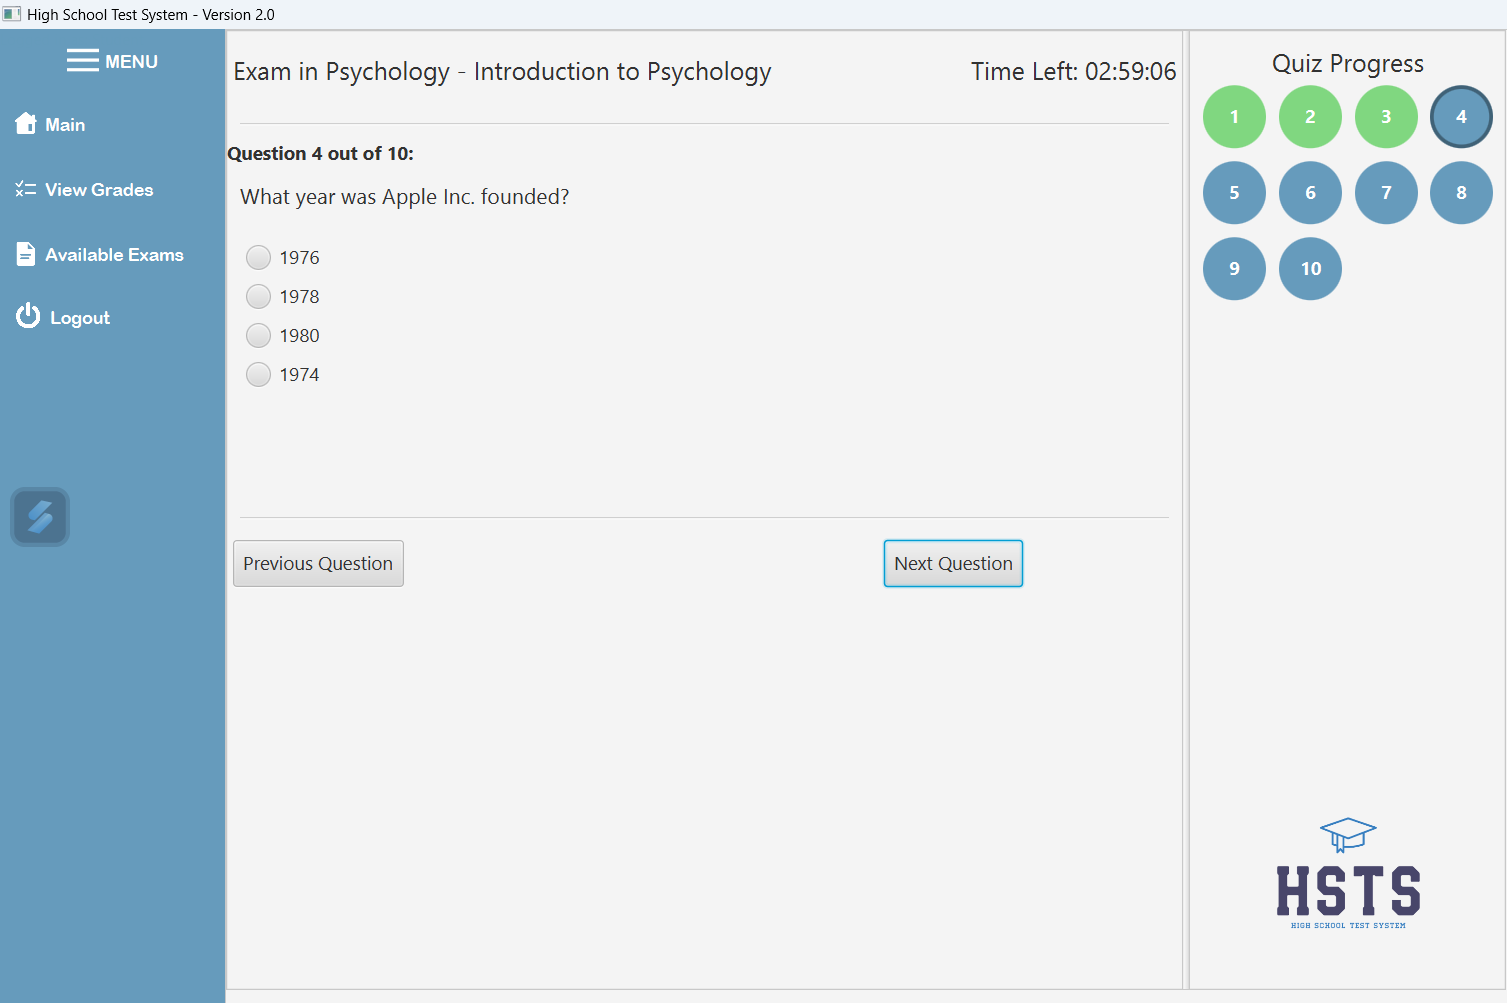 High School Test System - Version 2.0
MENU
Main
View Grades
Available Exams
Logout
Exam in Psychology - Introduction to Psychology
Time Left: 02:59:06
Question 4 out of 10:
What year was Apple Inc. founded?
1976
1978
1980
1974
Previous Question
Next Question
Quiz Progress
1 2 3 4
5 6 7 8
9 10
HSTS
HIGH SCHOOL TEST SYSTEM